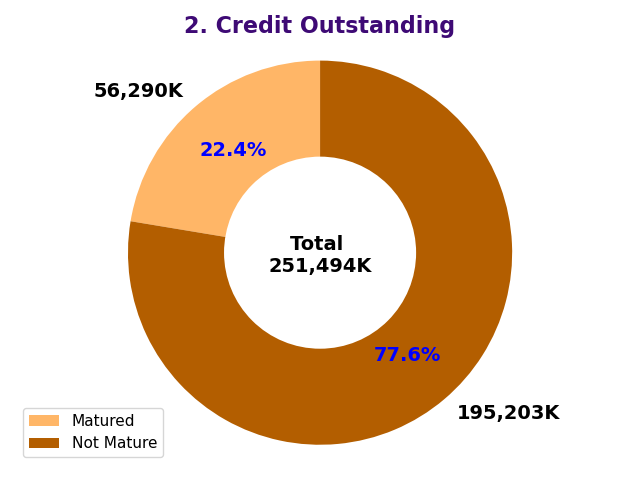 2. Credit Outstanding
56,290K
22.4%
Total
251,494K
77.6%
195,203K
Matured
Not Mature